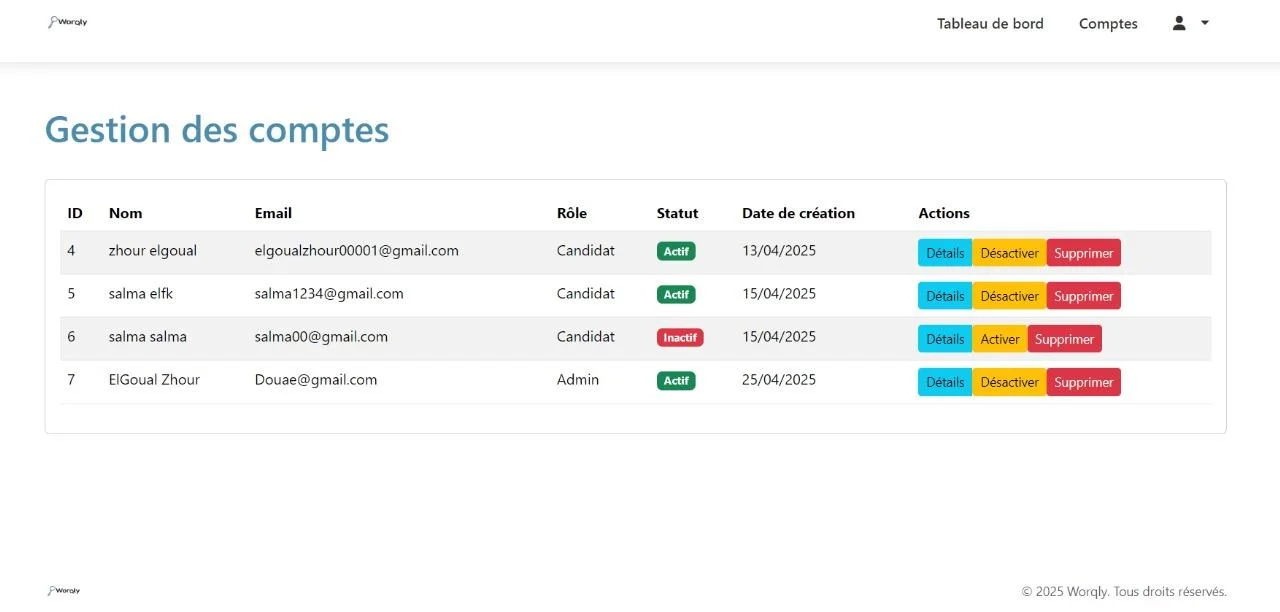 Worqly
Tableau de bord Comptes
Gestion des comptes
ID Nom Email Rôle Statut Date de création Actions
4 zhour elgoual elgoualzhour00001@gmail.com Candidat Actif 13/04/2025 Détails Désactiver Supprimer
5 salma elfk salma1234@gmail.com Candidat Actif 15/04/2025 Détails Désactiver Supprimer
6 salma salma salma00@gmail.com Candidat Inactif 15/04/2025 Détails Activer Supprimer
7 ElGoual Zhour Douae@gmail.com Admin Actif 25/04/2025 Détails Désactiver Supprimer
Worqly © 2025 Worqly. Tous droits réservés.